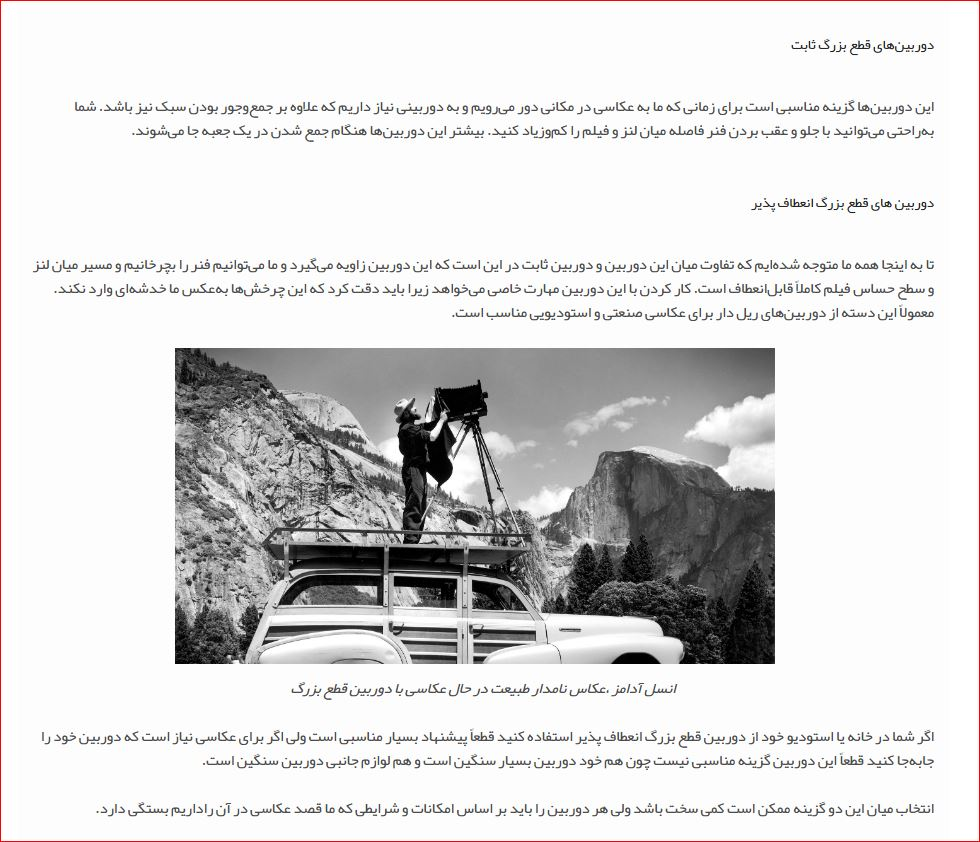 دوربین‌های قطع بزرگ ثابت
این دوربین‌ها گزینه مناسبی است برای زمانی که ما به عکاسی در مکانی دور می‌رویم و به دوربینی نیاز داریم که علاوه بر جمع‌وجور بودن سبک نیز باشد. شما
به‌راحتی می‌توانید با جلو و عقب بردن فنر فاصله میان لنز و فیلم را کم‌وزیاد کنید. بیشتر این دوربین‌ها هنگام جمع شدن در یک جعبه جا می‌شوند.
دوربین های قطع بزرگ انعطاف پذیر
تا به اینجا همه ما متوجه شده‌ایم که تفاوت میان این دوربین و دوربین ثابت در این است که این دوربین زاویه می‌گیرد و ما می‌توانیم فنر را بچرخانیم و مسیر میان لنز
و سطح حساس فیلم کاملاً قابل‌انعطاف است. کار کردن با این دوربین مهارت خاصی می‌خواهد زیرا باید دقت کرد که این چرخش‌ها به‌عکس ما خدشه‌ای وارد نکند.
معمولاً این دسته از دوربین‌های ریل دار برای عکاسی صنعتی و استودیویی مناسب است.
انسل آدامز ،عکاس نامدار طبیعت در حال عکاسی با دوربین قطع بزرگ
اگر شما در خانه یا استودیو خود از دوربین قطع بزرگ انعطاف پذیر استفاده کنید قطعاً پیشنهاد بسیار مناسبی است ولی اگر برای عکاسی نیاز است که دوربین خود را
جابه‌جا کنید قطعاً این دوربین گزینه مناسبی نیست چون هم خود دوربین بسیار سنگین است و هم لوازم جانبی دوربین سنگین است.
انتخاب میان این دو گزینه ممکن است کمی سخت باشد ولی هر دوربین را باید بر اساس امکانات و شرایطی که ما قصد عکاسی در آن راداریم بستگی دارد.